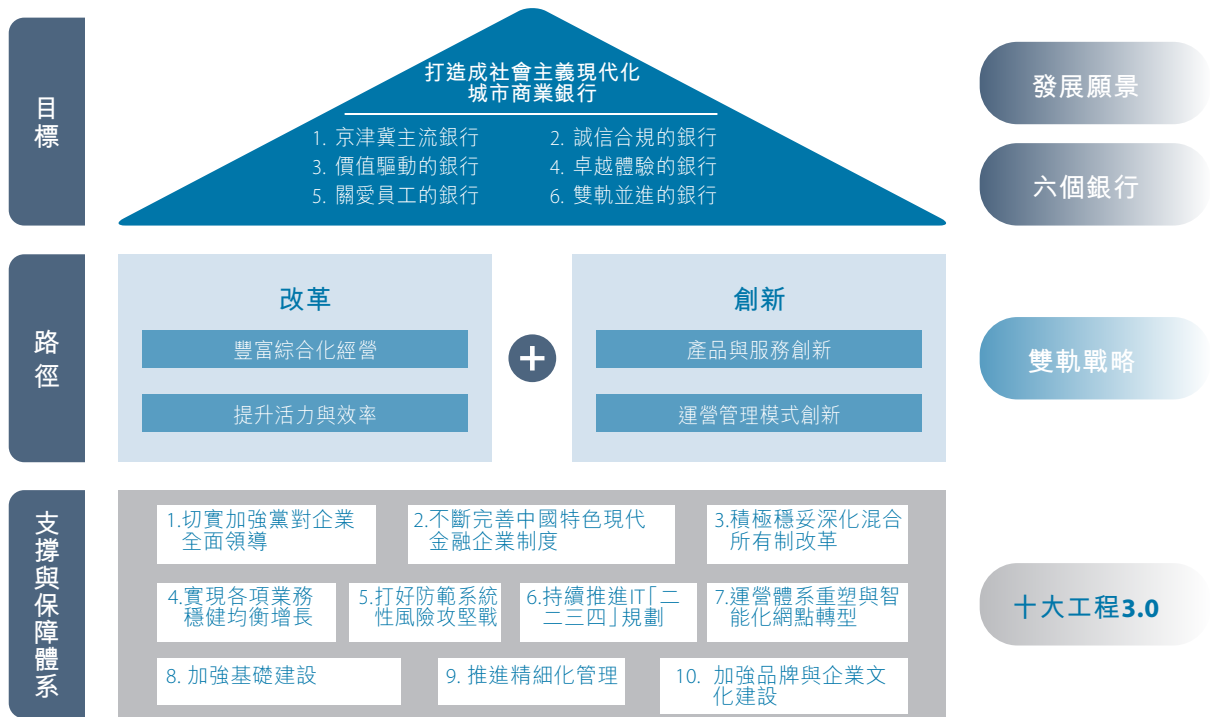 目標
打造成社會主義現代化
城市商業銀行
1. 京津冀主流銀行
2. 誠信合規的銀行
3. 價值驅動的銀行
4. 卓越體驗的銀行
5. 關愛員工的銀行
6. 雙軌並進的銀行
發展願景
六個銀行
路徑
改革
豐富綜合化經營
提升活力與效率
+
創新
產品與服務創新
運營管理模式創新
雙軌戰略
支撐與保障體系
1.切實加強黨對企業
全面領導
2.不斷完善中國特色現代
金融企業制度
3.積極穩妥深化混合
所有制改革
4.實現各項業務
穩健均衡增長
5.打好防範系統
性風險攻堅戰
6.持續推進IT「二
二三四」規劃
7.運營體系重塑與智
能化網點轉型
8. 加強基礎建設
9. 推進精細化管理
10. 加強品牌與企業文
化建設
十大工程3.0